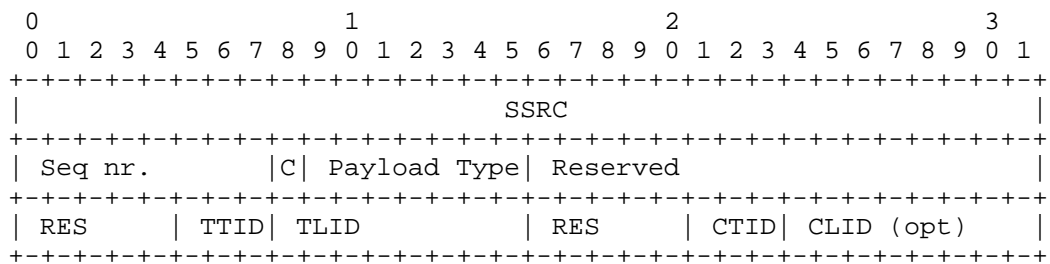 0                   1                   2                   3
 0 1 2 3 4 5 6 7 8 9 0 1 2 3 4 5 6 7 8 9 0 1 2 3 4 5 6 7 8 9 0 1
+-+-+-+-+-+-+-+-+-+-+-+-+-+-+-+-+-+-+-+-+-+-+-+-+-+-+-+-+-+-+-+-+
|                              SSRC                             |
+-+-+-+-+-+-+-+-+-+-+-+-+-+-+-+-+-+-+-+-+-+-+-+-+-+-+-+-+-+-+-+-+
| Seq nr.       |C| Payload Type| Reserved                      |
+-+-+-+-+-+-+-+-+-+-+-+-+-+-+-+-+-+-+-+-+-+-+-+-+-+-+-+-+-+-+-+-+
| RES     | TTID| TLID          | RES     | CTID| CLID (opt)    |
+-+-+-+-+-+-+-+-+-+-+-+-+-+-+-+-+-+-+-+-+-+-+-+-+-+-+-+-+-+-+-+-+